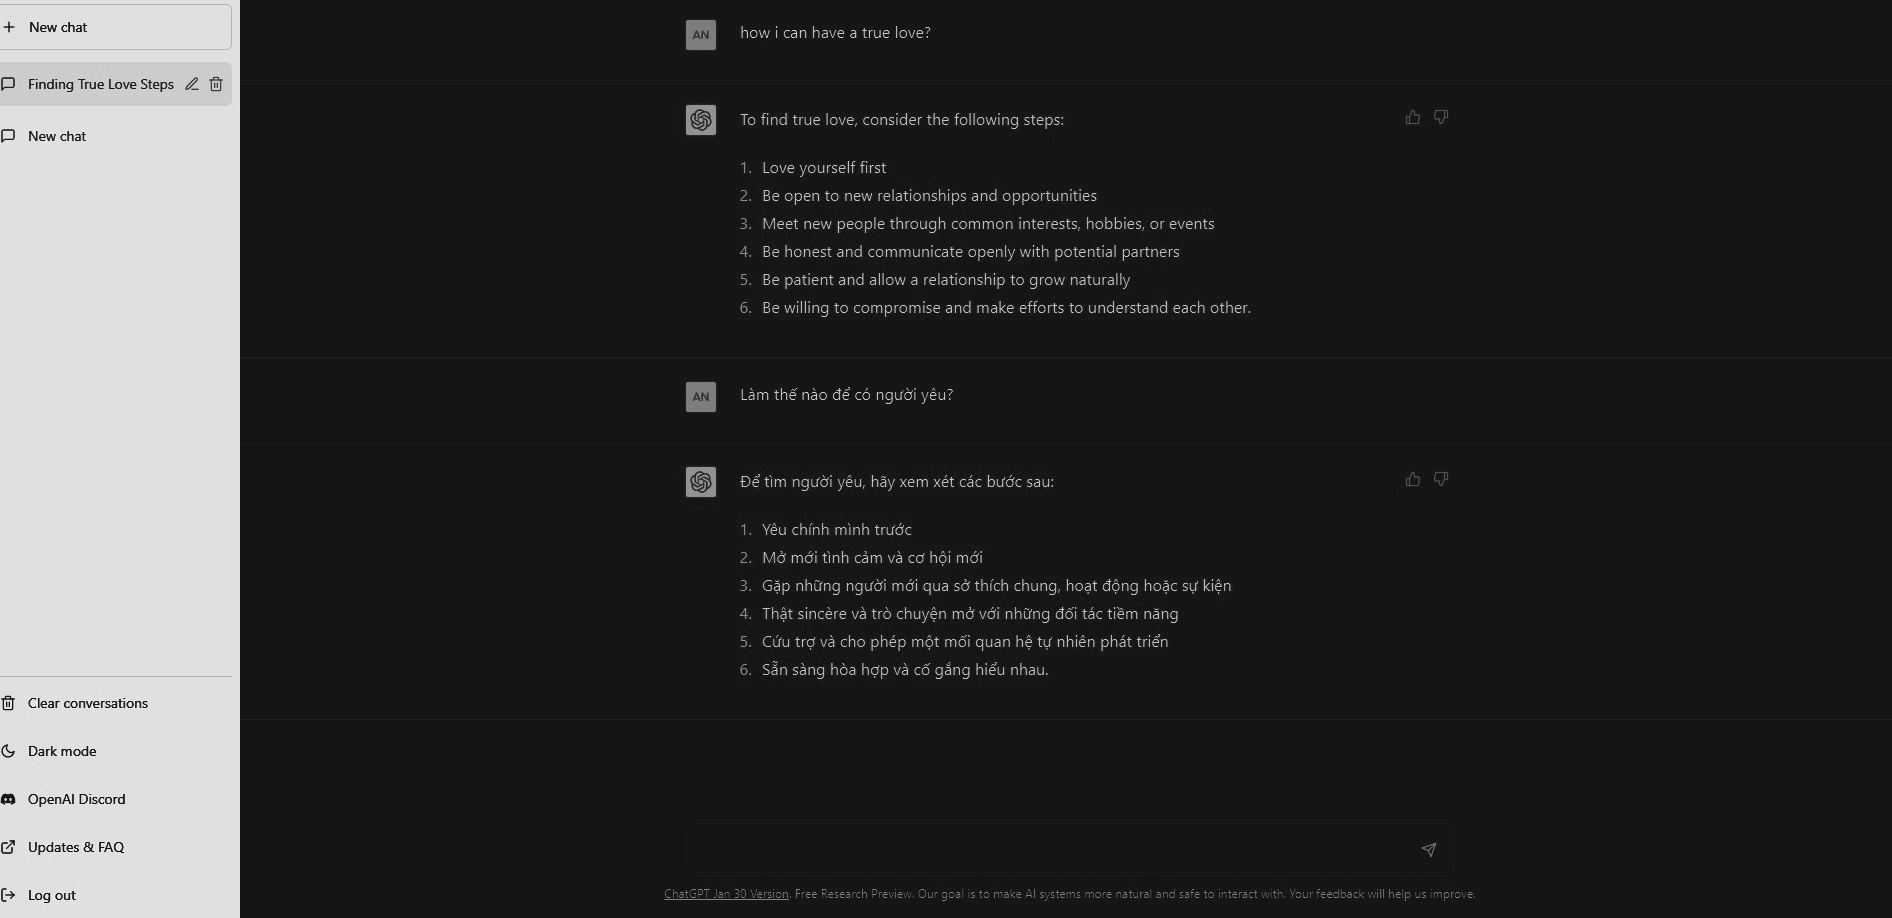 New chat
Finding True Love Steps
New chat
Clear conversations
Dark mode
OpenAI Discord
Updates & FAQ
Log out
AN
how i can have a true love?
To find true love, consider the following steps:
1. Love yourself first
2. Be open to new relationships and opportunities
3. Meet new people through common interests, hobbies, or events
4. Be honest and communicate openly with potential partners
5. Be patient and allow a relationship to grow naturally
6. Be willing to compromise and make efforts to understand each other.
AN
Làm thế nào để có người yêu?
Để tìm người yêu, hãy xem xét các bước sau:
1. Yêu chính mình trước
2. Mở mới tình cảm và cơ hội mới
3. Gặp những người mới qua sở thích chung, hoạt động hoặc sự kiện
4. Thật sincère và trò chuyện mở với những đối tác tiềm năng
5. Cứu trợ và cho phép một mối quan hệ tự nhiên phát triển
6. Sẵn sàng hòa hợp và cố gắng hiểu nhau.
ChatGPT Jan 30 Version. Free Research Preview. Our goal is to make AI systems more natural and safe to interact with. Your feedback will help us improve.